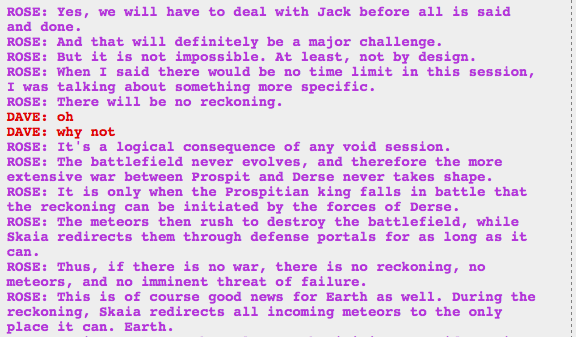 ROSE: Yes, we will have to deal with Jack before all is said
and done.
ROSE: And that will definitely be a major challenge.
ROSE: But it is not impossible. At least, not by design.
ROSE: When I said there would be no time limit in this session,
I was talking about something more specific.
ROSE: There will be no reckoning.
DAVE: oh
DAVE: why not
ROSE: It's a logical consequence of any void session.
ROSE: The battlefield never evolves, and therefore the more
extensive war between Prospit and Derse never takes shape.
ROSE: It is only when the Prospitian king falls in battle that
the reckoning can be initiated by the forces of Derse.
ROSE: The meteors then rush to destroy the battlefield, while
Skaia redirects them through defense portals for as long as it
can.
ROSE: Thus, if there is no war, there is no reckoning, no
meteors, and no imminent threat of failure.
ROSE: This is of course good news for Earth as well. During the
reckoning, Skaia redirects all incoming meteors to the only
place it can. Earth.